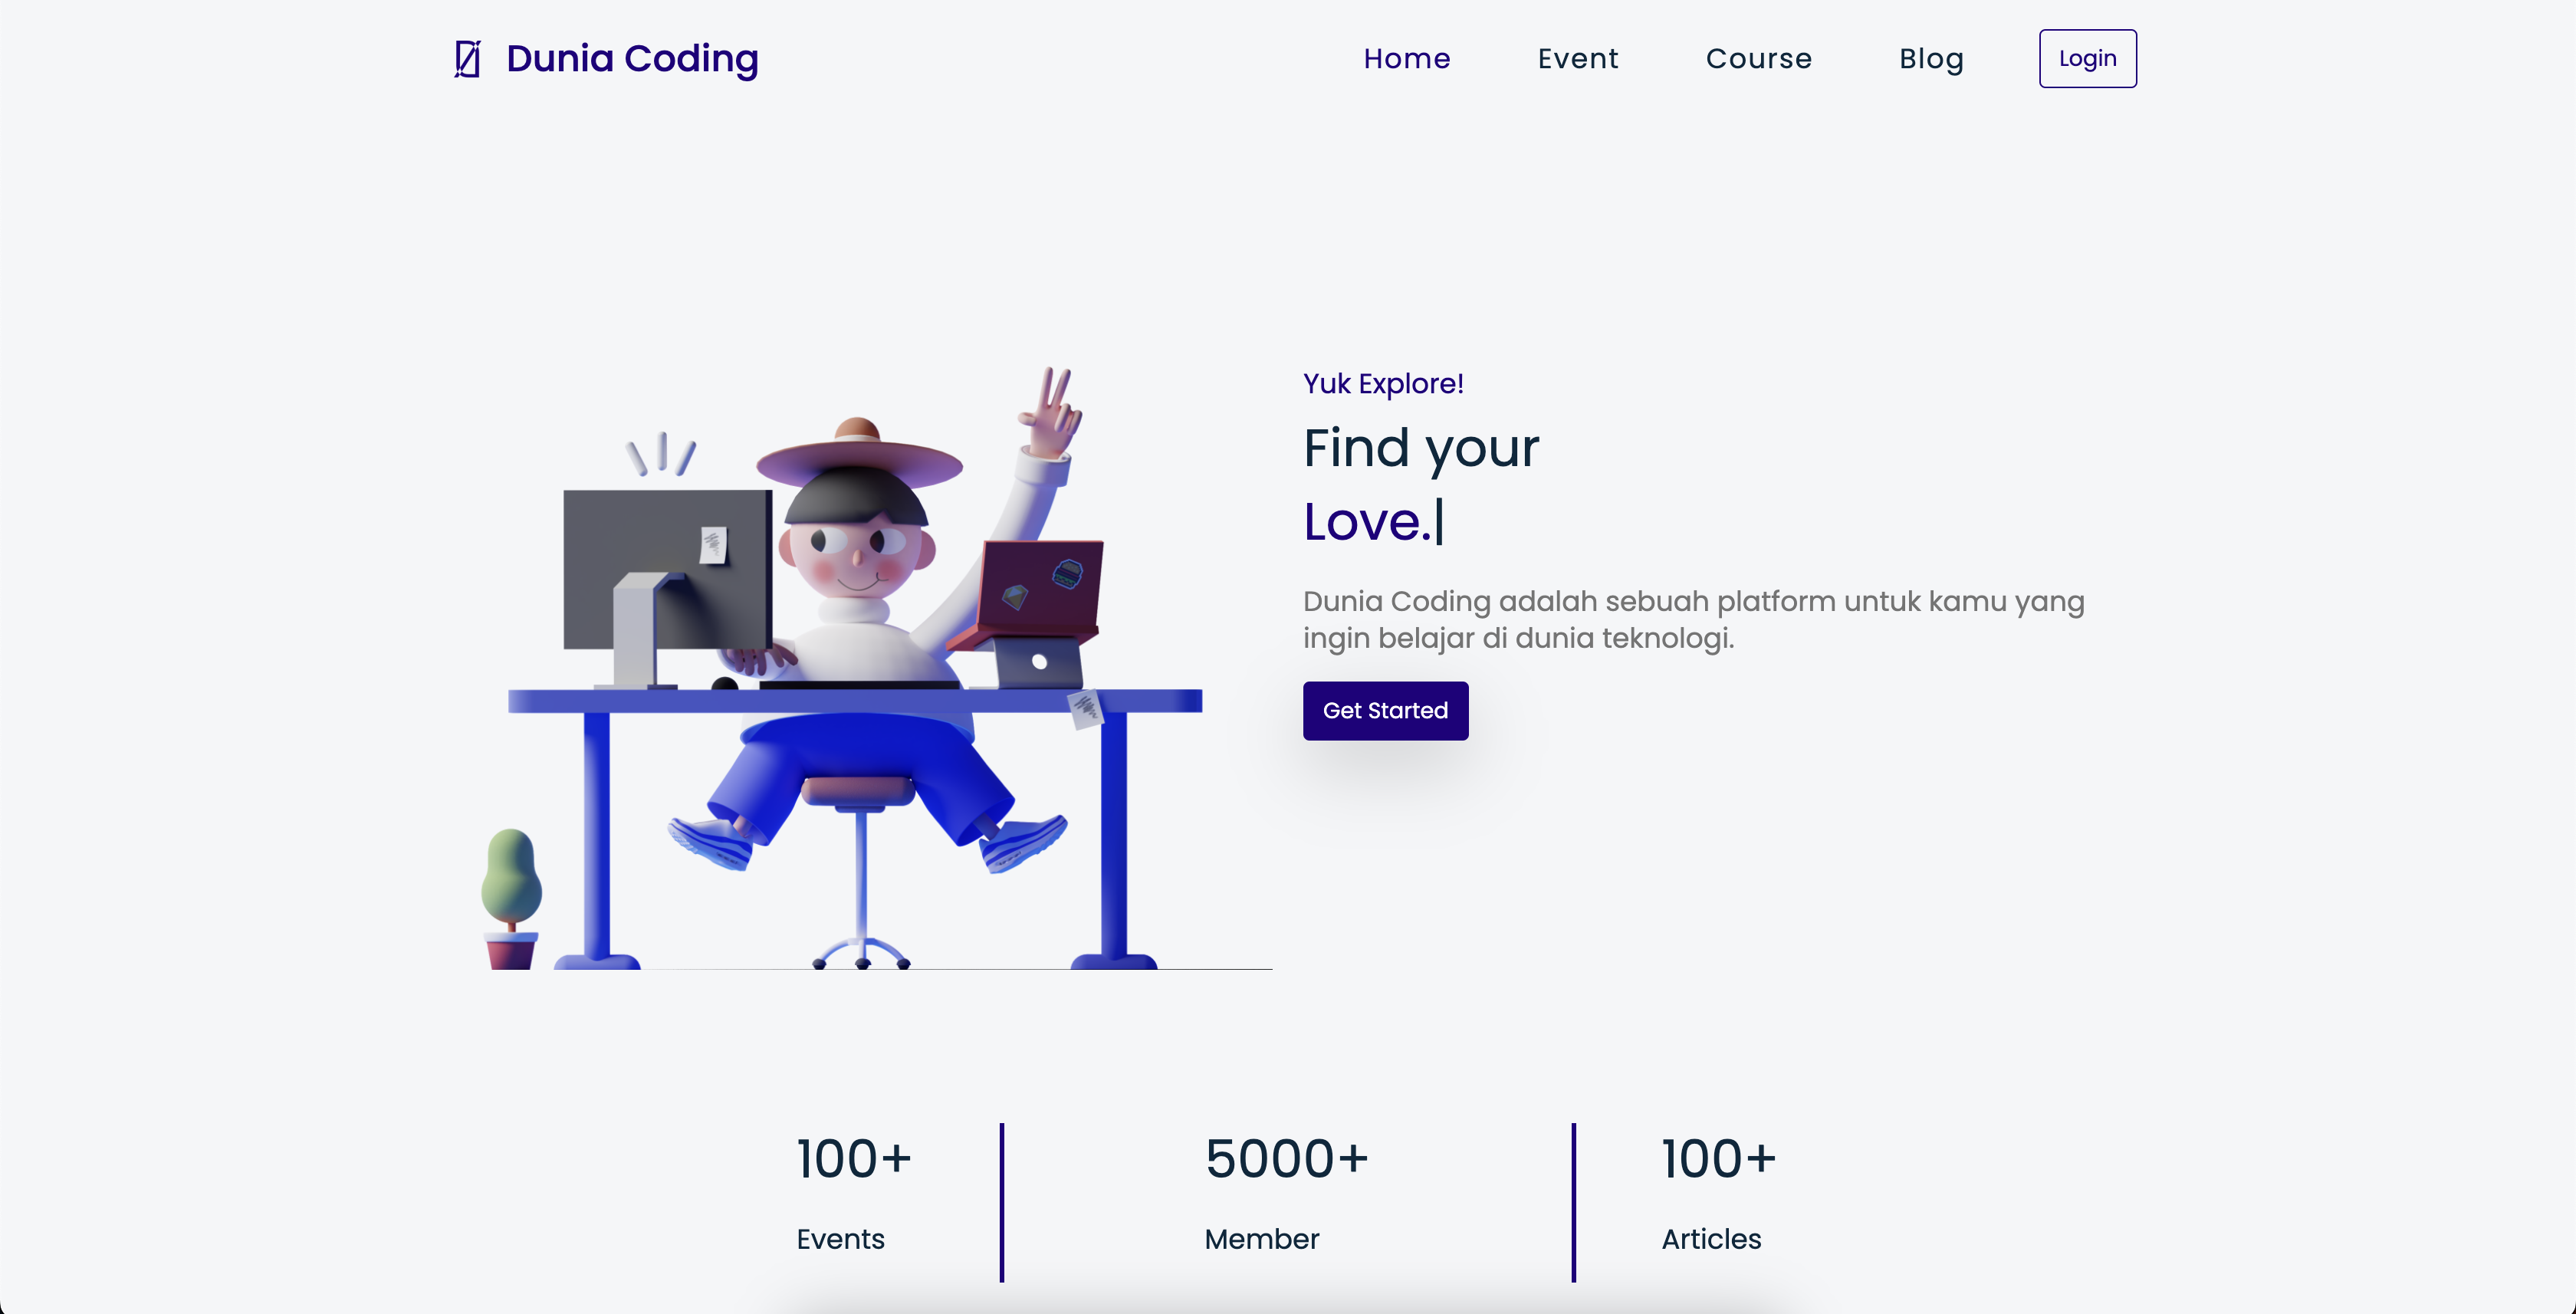 Dunia Coding
Home Event Course Blog Login
Yuk Explore!
Find your
Love.|
Dunia Coding adalah sebuah platform untuk kamu yang
ingin belajar di dunia teknologi.
Get Started
100+ 5000+ 100+
Events Member Articles